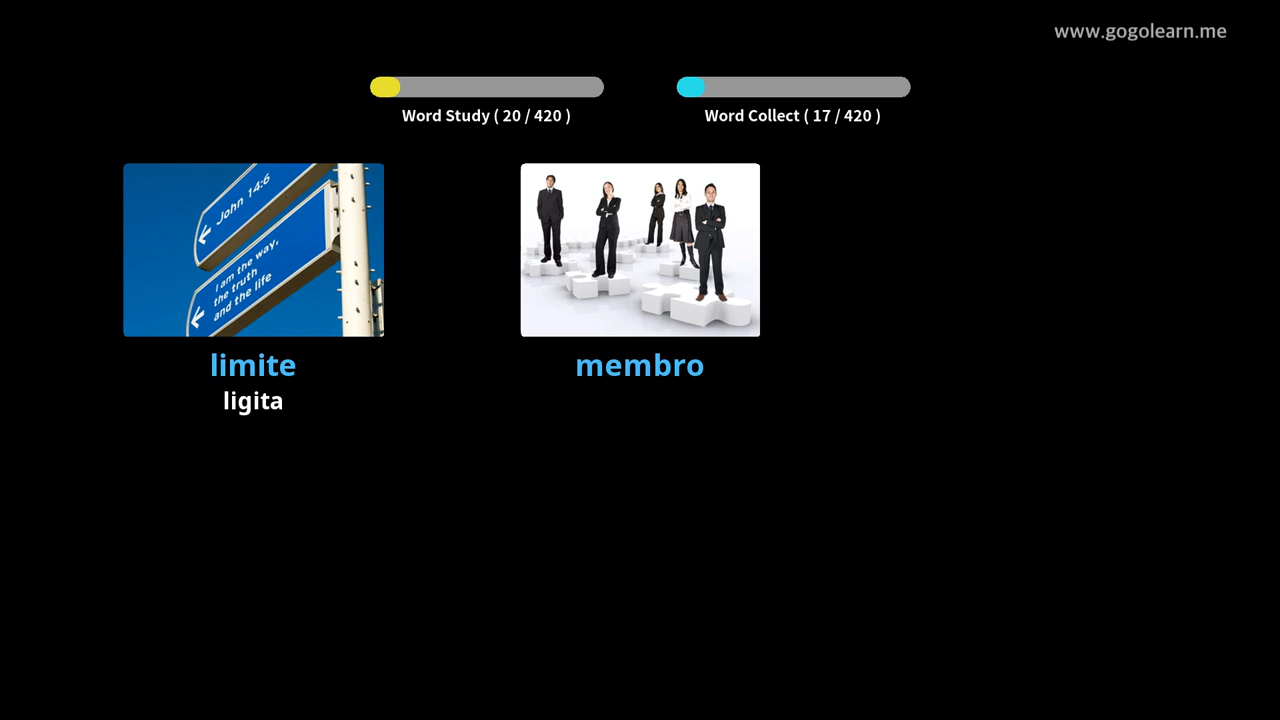 www.gogolearn.me
Word Study ( 20 / 420 )
Word Collect ( 17 / 420 )
John 14:6
I am the way,
the truth
and the life
limite
membro
ligita